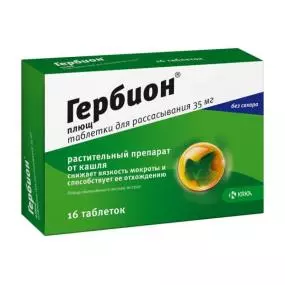 Гербион®
плющ
таблетки для рассасывания 35 мг
без сахара
растительный препарат
от кашля
снижает вязкость мокроты и
способствует ее отхождению
16 таблеток
KRKA